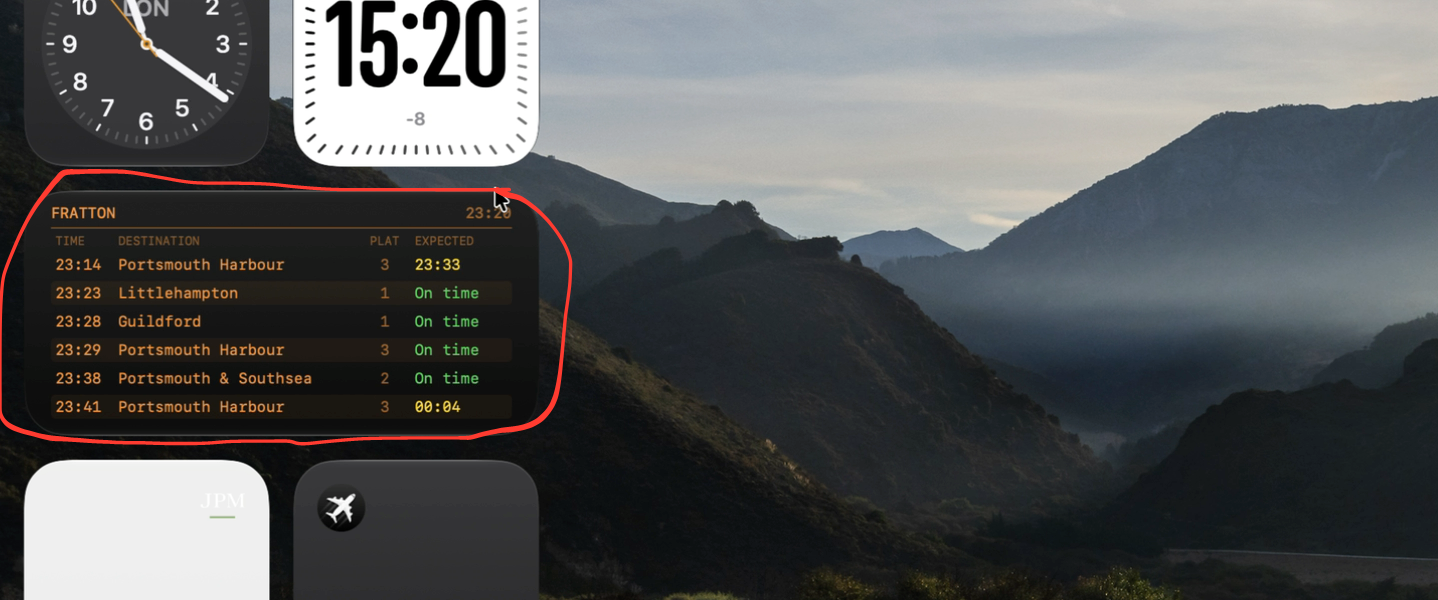 LON
10 2
9 3
8 4
7 5
6
15:20
-8
FRATTON 23:20
TIME DESTINATION PLAT EXPECTED
23:14 Portsmouth Harbour 3 23:33
23:23 Littlehampton 1 On time
23:28 Guildford 1 On time
23:29 Portsmouth Harbour 3 On time
23:38 Portsmouth & Southsea 2 On time
23:41 Portsmouth Harbour 3 00:04
JPM